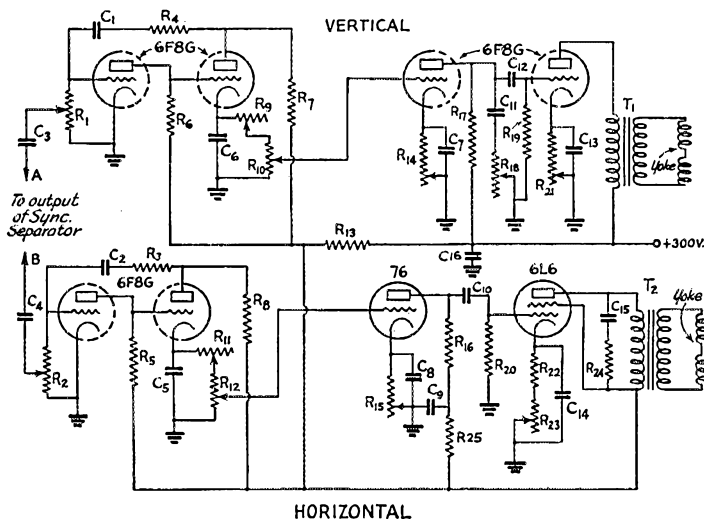 VERTICAL
C1
R4
6F8G
6F8G
C12
R1
C3
A
R6
R9
R7
C6
R10
R17
C11
R19
R14
C7
R18
R21
C13
T1
Yoke
To output
of Sync.
Separator
R13
C16
+300V.
B
C2
R3
6F8G
C4
R2
R5
C5
R11
R12
R8
76
C10
6L6
T2
Yoke
R16
R20
C15
R24
C8
R15
C9
R22
R23
C14
R25
HORIZONTAL